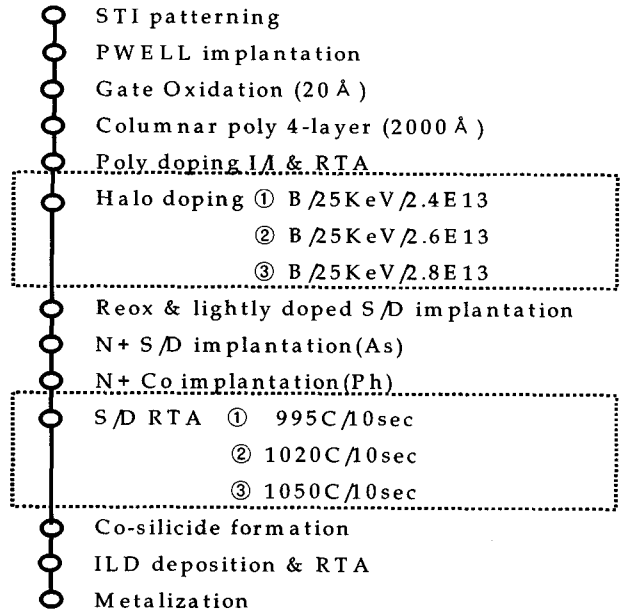 STI patterning
PWELL implantation
Gate Oxidation (20Å)
Columnar poly 4-layer (2000Å)
Poly doping I/I & RTA
Halo doping ① B/25KeV/2.4E13
② B/25KeV/2.6E13
③ B/25KeV/2.8E13
Reox & lightly doped S/D implantation
N+ S/D implantation(As)
N+ Co implantation(Ph)
S/D RTA ① 995C/10sec
② 1020C/10sec
③ 1050C/10sec
Co-silicide formation
ILD deposition & RTA
Metalization